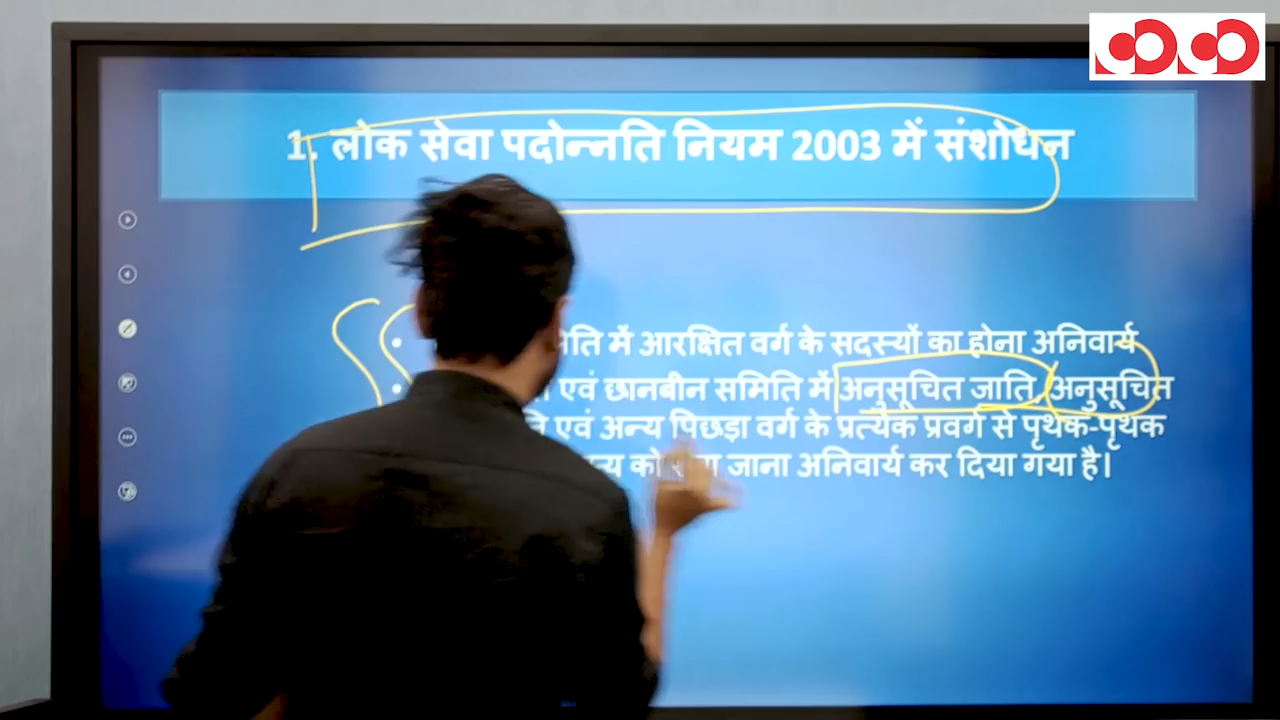 1. लोक सेवा पदोन्नति नियम 2003 में संशोधन
में आरक्षित वर्ग के सदस्यों का होना अनिवार्य
एवं छानबीन समिति में अनुसूचित जाति, अनुसूचित
एवं अन्य पिछड़ा वर्ग के प्रत्येक प्रवर्ग से पृथक-पृथक
को जाना अनिवार्य कर दिया गया है।